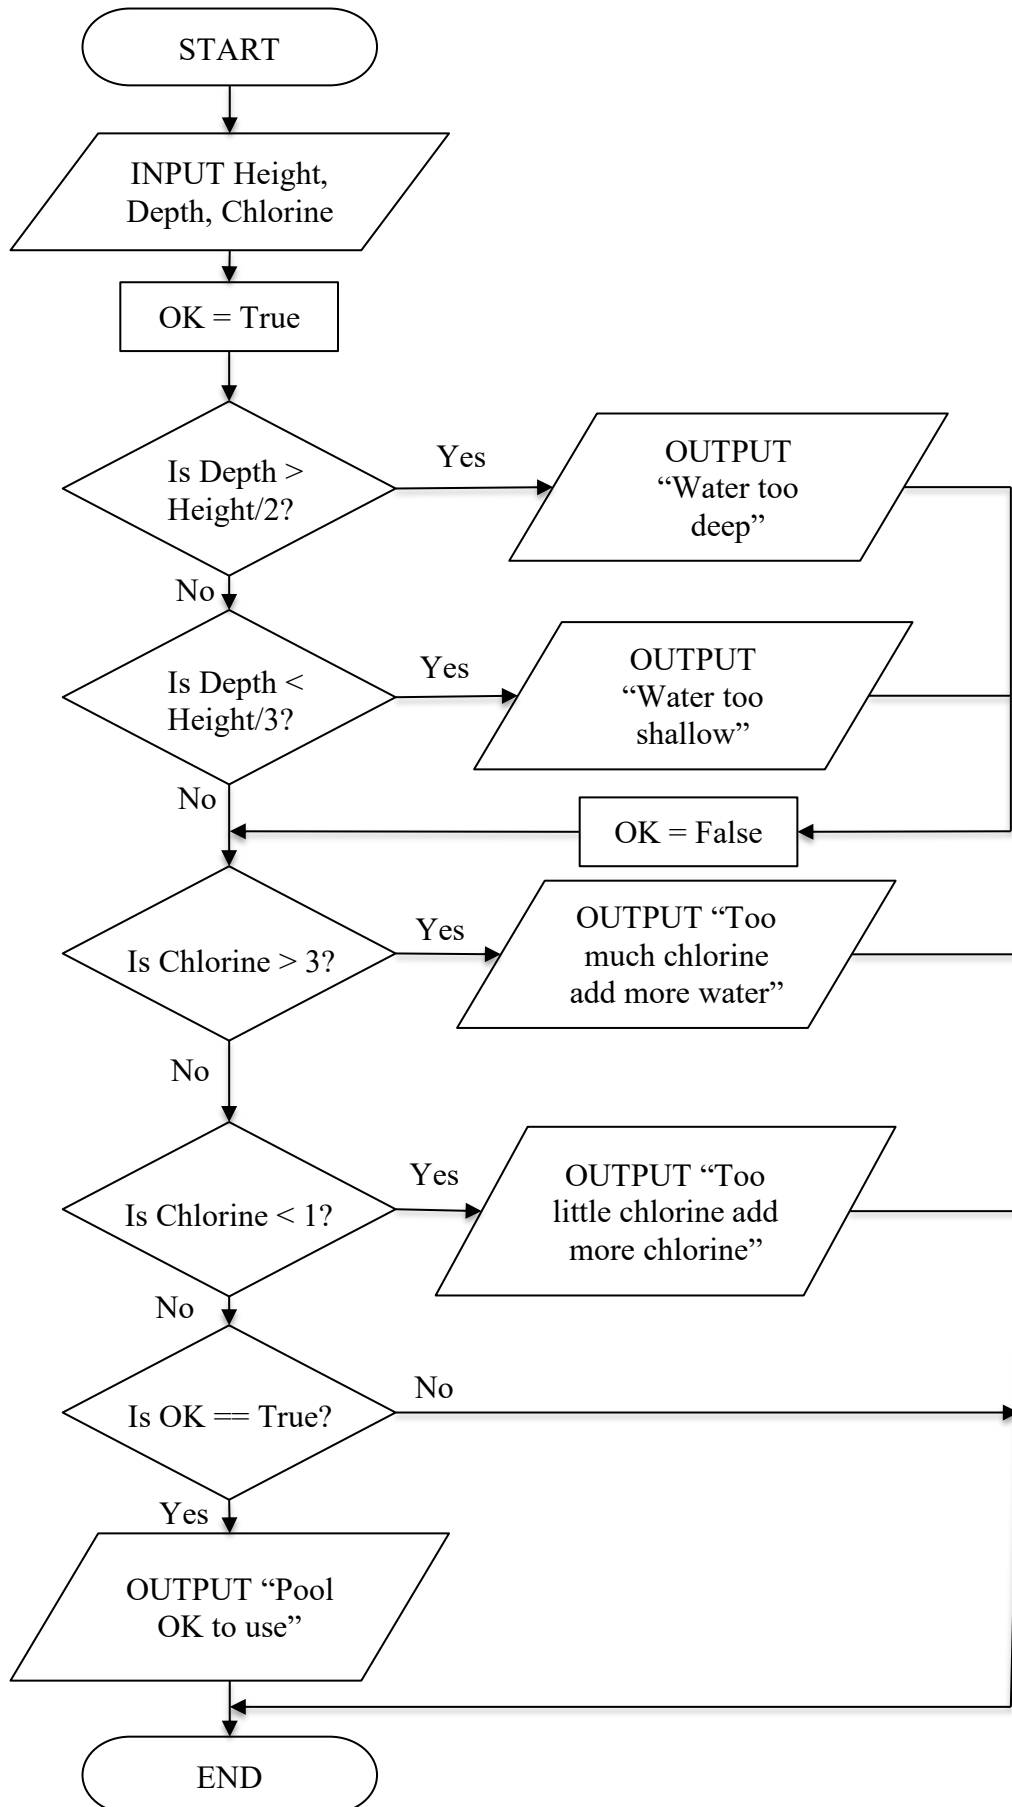 START
INPUT Height,
Depth, Chlorine
OK = True
Is Depth >
Height/2?
Yes
OUTPUT
“Water too
deep”
No
Is Depth <
Height/3?
Yes
OUTPUT
“Water too
shallow”
No
OK = False
Is Chlorine > 3?
Yes
OUTPUT “Too
much chlorine
add more water”
No
Is Chlorine < 1?
Yes
OUTPUT “Too
little chlorine add
more chlorine”
No
Is OK == True?
No
Yes
OUTPUT “Pool
OK to use”
END